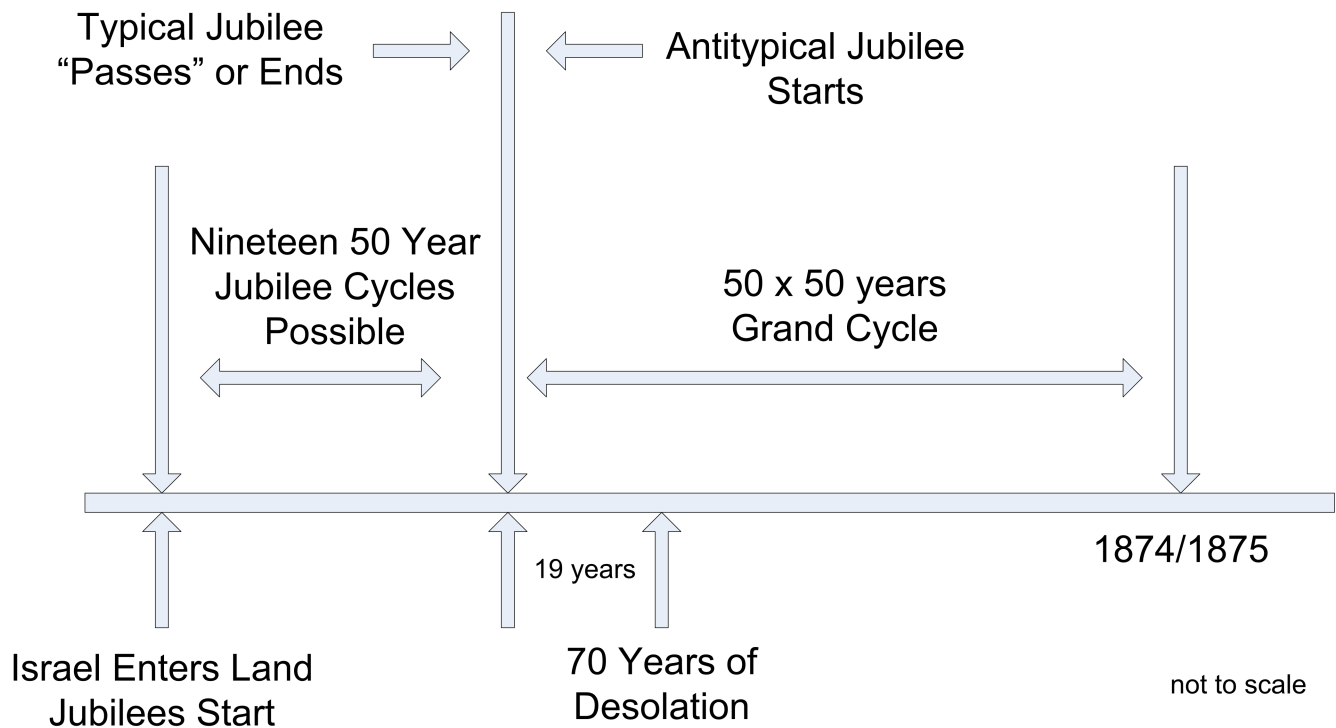 Typical Jubilee
“Passes” or Ends
Antitypical Jubilee
Starts
Nineteen 50 Year
Jubilee Cycles
Possible
50 x 50 years
Grand Cycle
19 years
1874/1875
Israel Enters Land
Jubilees Start
70 Years of
Desolation
not to scale